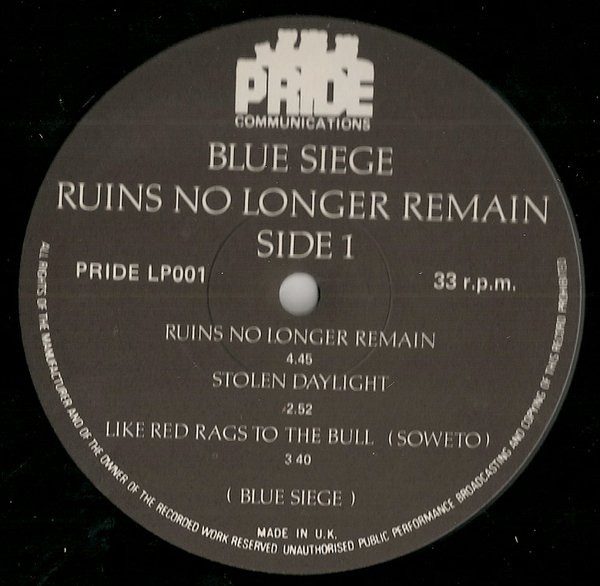 PRIDE
COMMUNICATIONS
BLUE SIEGE
RUINS NO LONGER REMAIN
SIDE 1
PRIDE LP001
33 r.p.m.
RUINS NO LONGER REMAIN
4.45
STOLEN DAYLIGHT
2.52
LIKE RED RAGS TO THE BULL (SOWETO)
3 40
( BLUE SIEGE )
MADE IN U.K.
ALL RIGHTS OF THE MANUFACTURER AND OF THE OWNER OF THE RECORDED WORK RESERVED UNAUTHORISED PUBLIC PERFORMANCE BROADCASTING AND COPYING OF THIS RECORD PROHIBITED